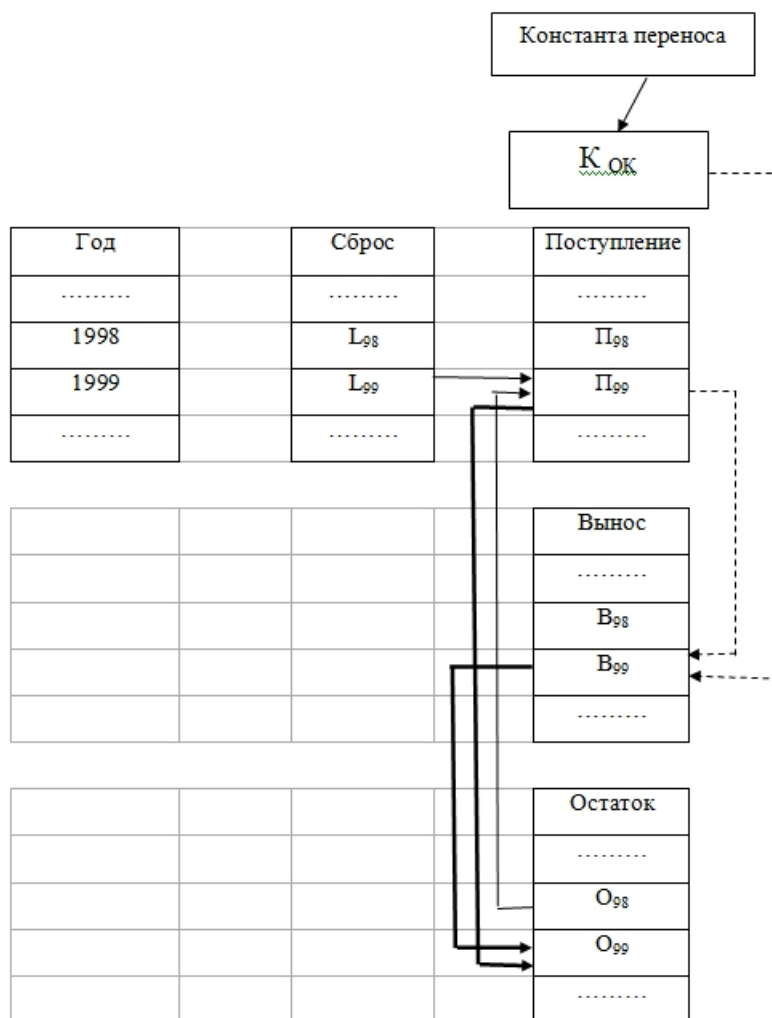 Константа переноса
К ОК
Год Сброс Поступление
......... ......... .........
1998 L98 П98
1999 L99 П99
......... ......... .........
Вынос
.........
В98
В99
.........
Остаток
.........
О98
О99
.........